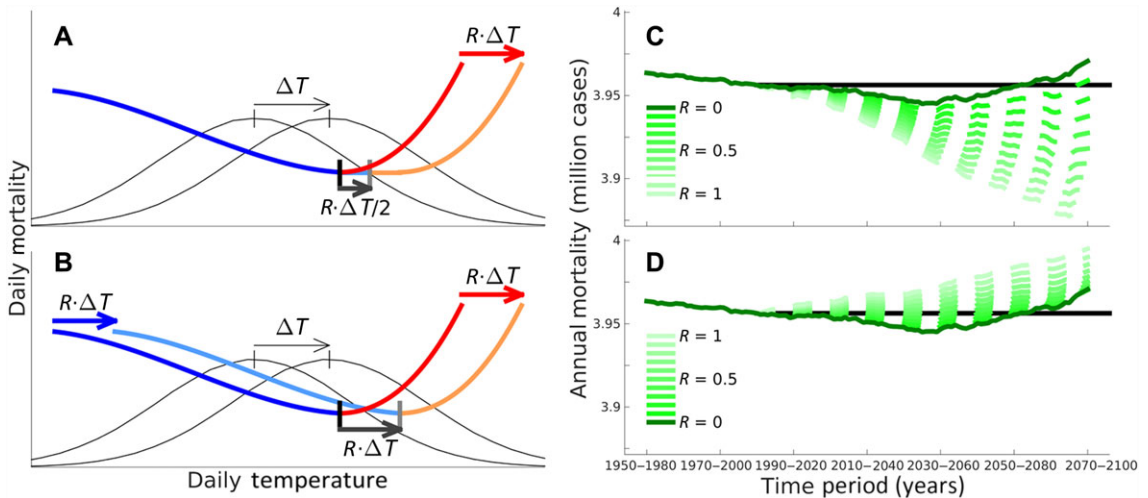 A
R·ΔT
ΔT
R·ΔT/2
B
R·ΔT
R·ΔT
ΔT
R·ΔT
Daily mortality
Daily temperature
C
4
3.95
3.9
R = 0
R = 0.5
R = 1
D
4
3.95
3.9
R = 1
R = 0.5
R = 0
Annual mortality (million cases)
1950–1980 1970–2000 1990–2020 2010–2040 2030–2060 2050–2080 2070–2100
Time period (years)